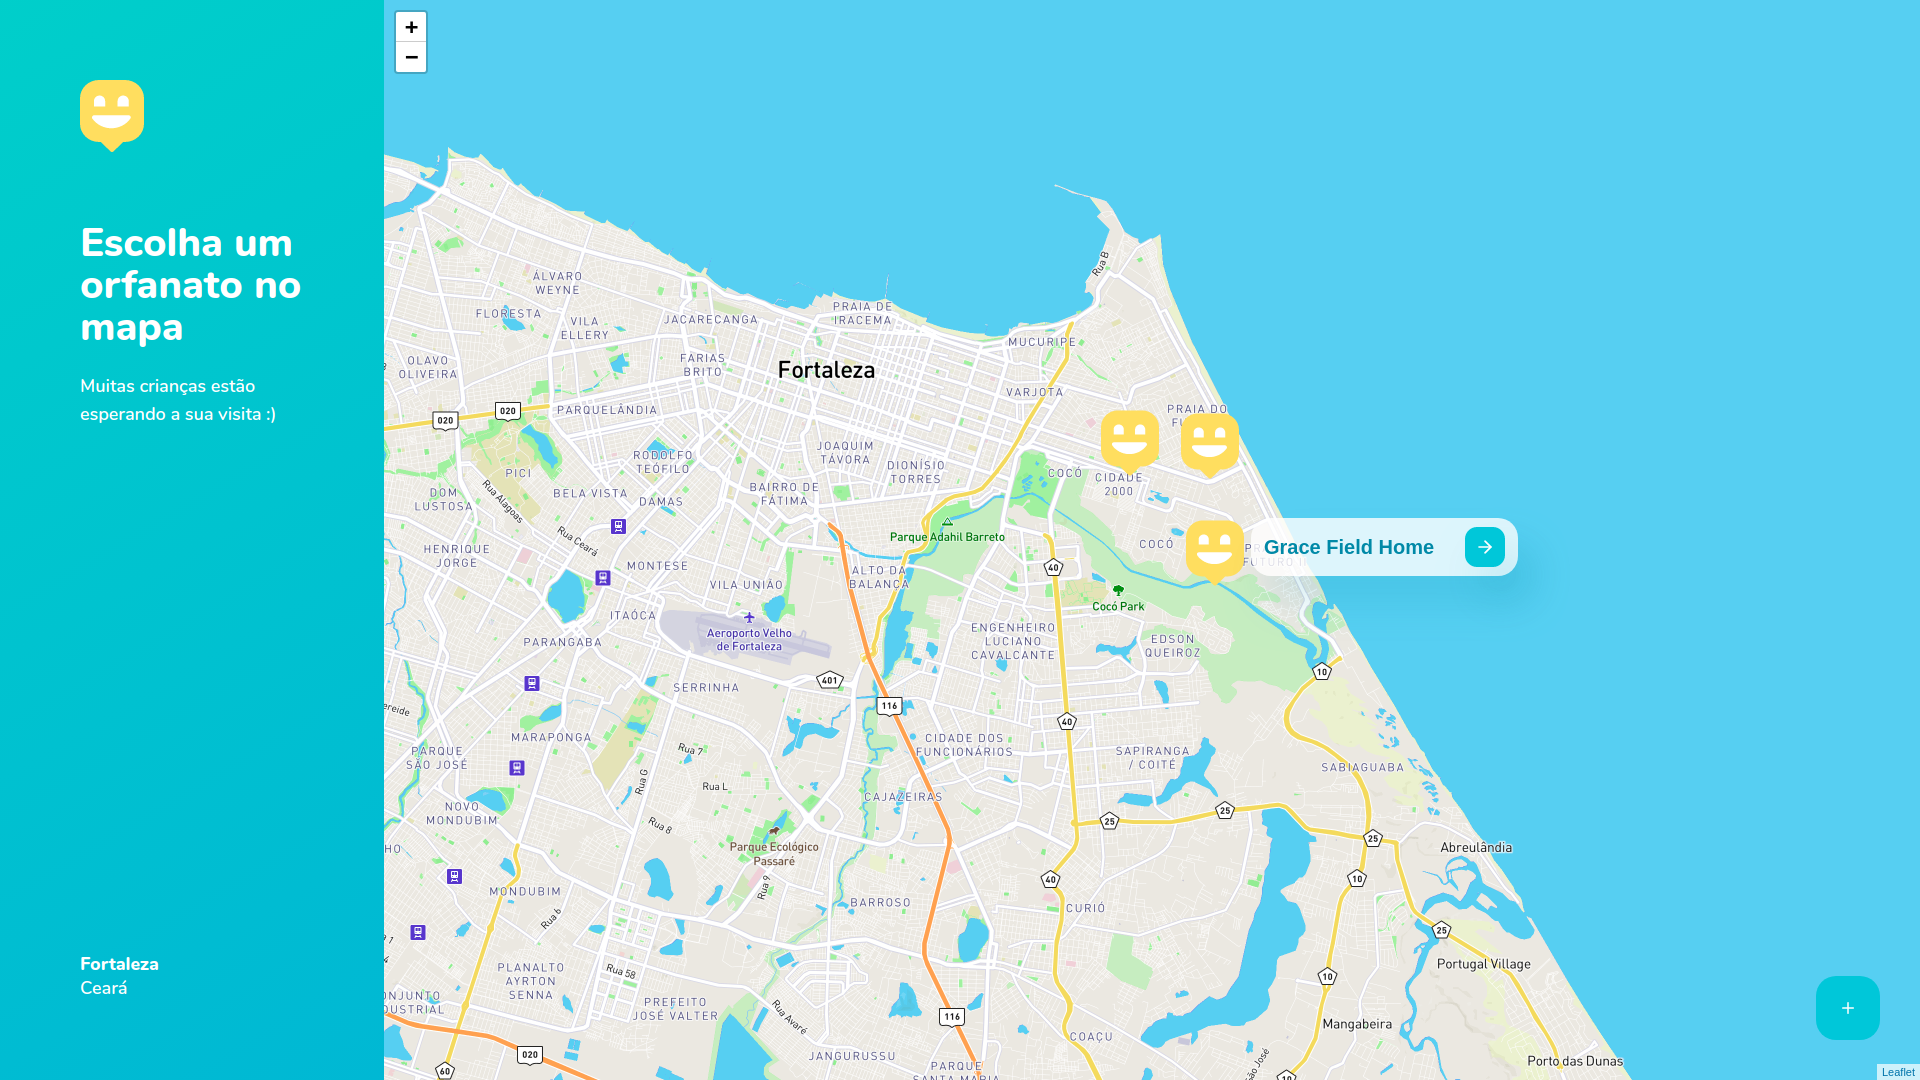 Escolha um
orfanato no
mapa
Muitas crianças estão
esperando a sua visita :)
Fortaleza
Ceará
+
−
ÁLVARO
WEYNE
FLORESTA
VILA
ELLERY
JACARECANGA
PRAIA DE
IRACEMA
Rua B
MUCURIPE
OLAVO
OLIVEIRA
FARIAS
BRITO
Fortaleza
VARJOTA
020
020
PARQUELÂNDIA
PRAIA DO
JOAQUIM
TÁVORA
RODOLFO
TEÓFILO
DIONÍSIO
TORRES
PICI
COCÓ
CIDADE
2000
DOM
LUSTOSA
Rua Alagoas
BELA VISTA
DAMAS
BAIRRO DE
FÁTIMA
Rua Ceará
Parque Adahil Barreto
COCÓ
Grace Field Home
HENRIQUE
JORGE
MONTESE
VILA UNIÃO
ALTO DA
BALANÇA
40
Cocó Park
ITAÓCA
PARANGABA
Aeroporto Velho
de Fortaleza
ENGENHEIRO
LUCIANO
CAVALCANTE
EDSON
QUEIROZ
10
SERRINHA
401
116
40
MARAPONGA
Rua 7
CIDADE DOS
FUNCIONÁRIOS
PARQUE
SÃO JOSÉ
SAPIRANGA
/ COITÉ
SABIAGUABA
Rua G
Rua L
CAJAZEIRAS
NOVO
MONDUBIM
Rua 8
25
25
25
Parque Ecológico
Passaré
Abreulândia
40
10
Rua 9
MONDUBIM
BARROSO
CURIÓ
Rua 6
25
PLANALTO
AYRTON
SENNA
Rua 58
10
Portugal Village
PREFEITO
JOSÉ VALTER
Rua Avaré
116
Mangabeira
COAÇU
020
JANGURUSSU
60
PARQUE
SANTA MARIA
São José
10
Porto das Dunas
+
Leaflet